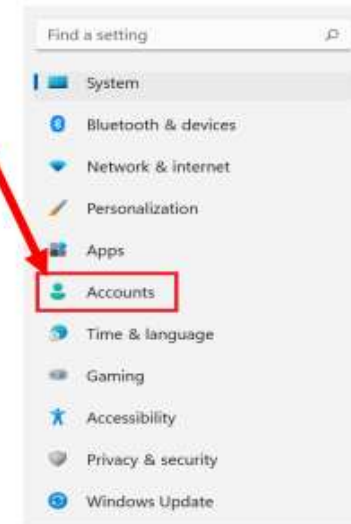 Find a setting
System
Bluetooth & devices
Network & internet
Personalization
Apps
Accounts
Time & language
Gaming
Accessibility
Privacy & security
Windows Update